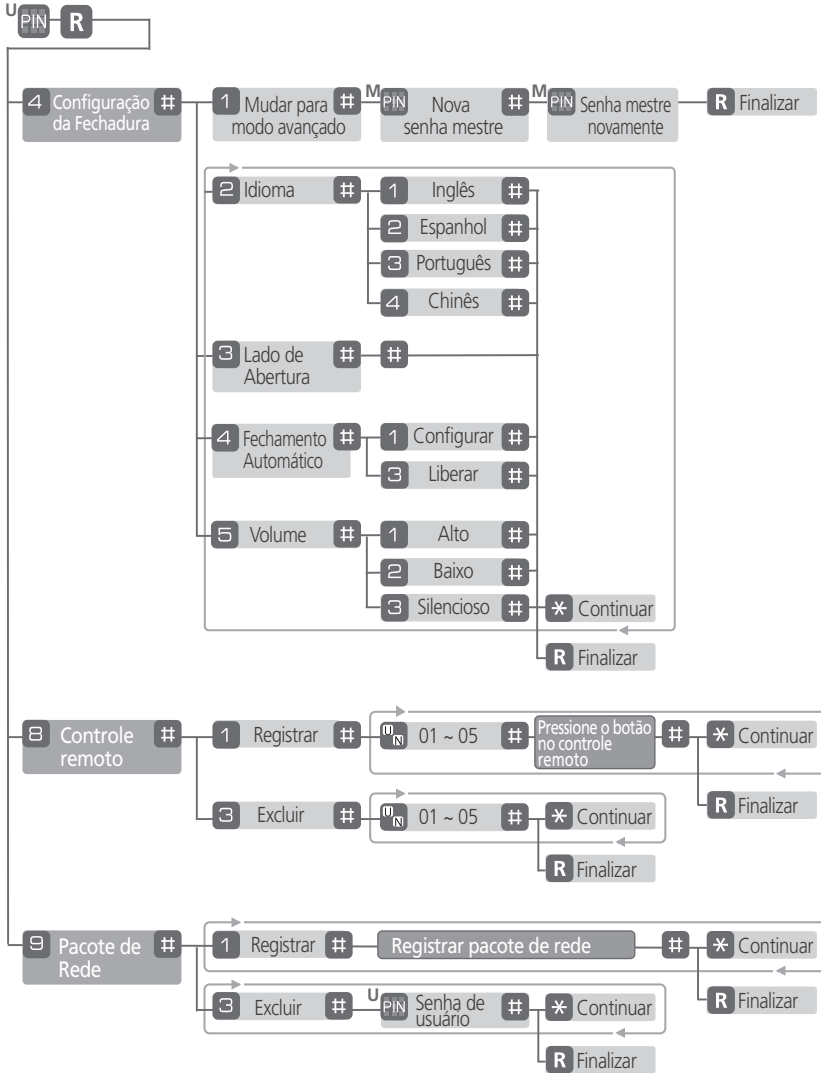 U PIN R
4 Configuração da Fechadura #
1 Mudar para modo avançado #
M PIN Nova senha mestre #
M PIN Senha mestre novamente
R Finalizar
2 Idioma #
1 Inglês #
2 Espanhol #
3 Português #
4 Chinês #
3 Lado de Abertura # #
4 Fechamento Automático #
1 Configurar #
3 Liberar #
5 Volume #
1 Alto #
2 Baixo #
3 Silencioso #
* Continuar
R Finalizar
8 Controle remoto #
1 Registrar #
UN 01 ~ 05 #
Pressione o botão no controle remoto #
* Continuar
R Finalizar
3 Excluir #
UN 01 ~ 05 #
* Continuar
R Finalizar
9 Pacote de Rede #
1 Registrar #
Registrar pacote de rede #
* Continuar
R Finalizar
3 Excluir #
U PIN Senha de usuário #
* Continuar
R Finalizar